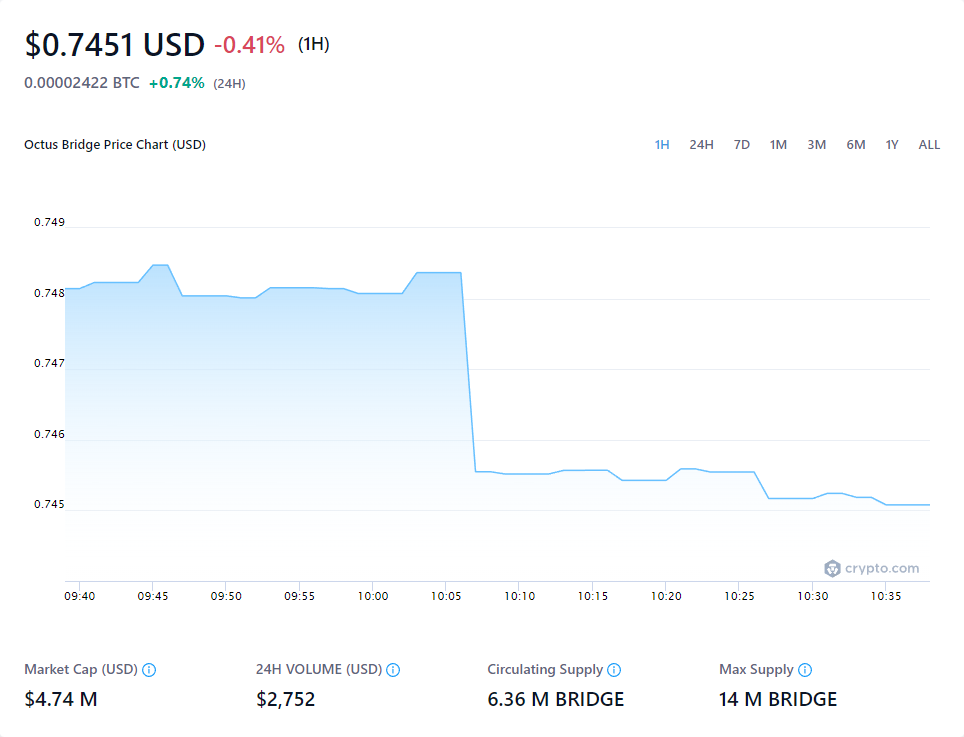 $0.7451 USD -0.41% (1H)
0.00002422 BTC +0.74% (24H)
Octus Bridge Price Chart (USD) 1H 24H 7D 1M 3M 6M 1Y ALL
0.749
0.748
0.747
0.746
0.745
crypto.com
09:40 09:45 09:50 09:55 10:00 10:05 10:10 10:15 10:20 10:25 10:30 10:35
Market Cap (USD) 24H VOLUME (USD) Circulating Supply Max Supply
$4.74 M $2,752 6.36 M BRIDGE 14 M BRIDGE